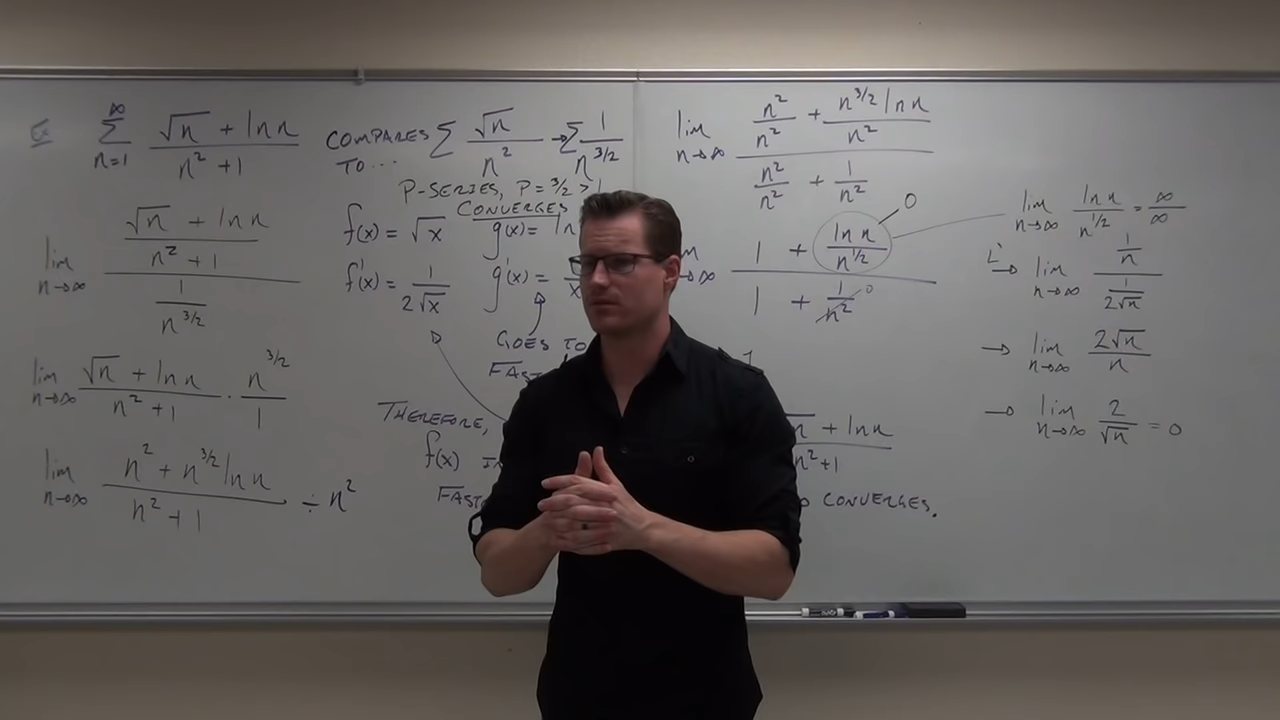 Ex ∞ Σ n=1 √n + ln n / n² + 1 COMPARES TO... Σ √n / n² → Σ 1 / n^3/2
P-SERIES, P = 3/2 > 1
CONVERGES
lim n→∞ (√n + ln n / n² + 1) / (1 / n^3/2)
lim n→∞ √n + ln n / n² + 1 · n^3/2 / 1
lim n→∞ n² + n^3/2 ln n / n² + 1 ÷ n²
f(x) = √x g(x) = ln
f'(x) = 1 / 2√x g'(x) =
GOES TO
THEREFORE,
f(x)
lim n→∞ (n² / n² + n^3/2 ln n / n²) / (n² / n² + 1 / n²)
lim n→∞ (1 + ln n / n^1/2) / (1 + 1 / n²) 0 0
1
√n + ln n / n² + 1
CONVERGES.
lim n→∞ ln n / n^1/2 = ∞ / ∞
L' → lim n→∞ (1 / n) / (1 / 2√n)
→ lim n→∞ 2√n / n
→ lim n→∞ 2 / √n = 0